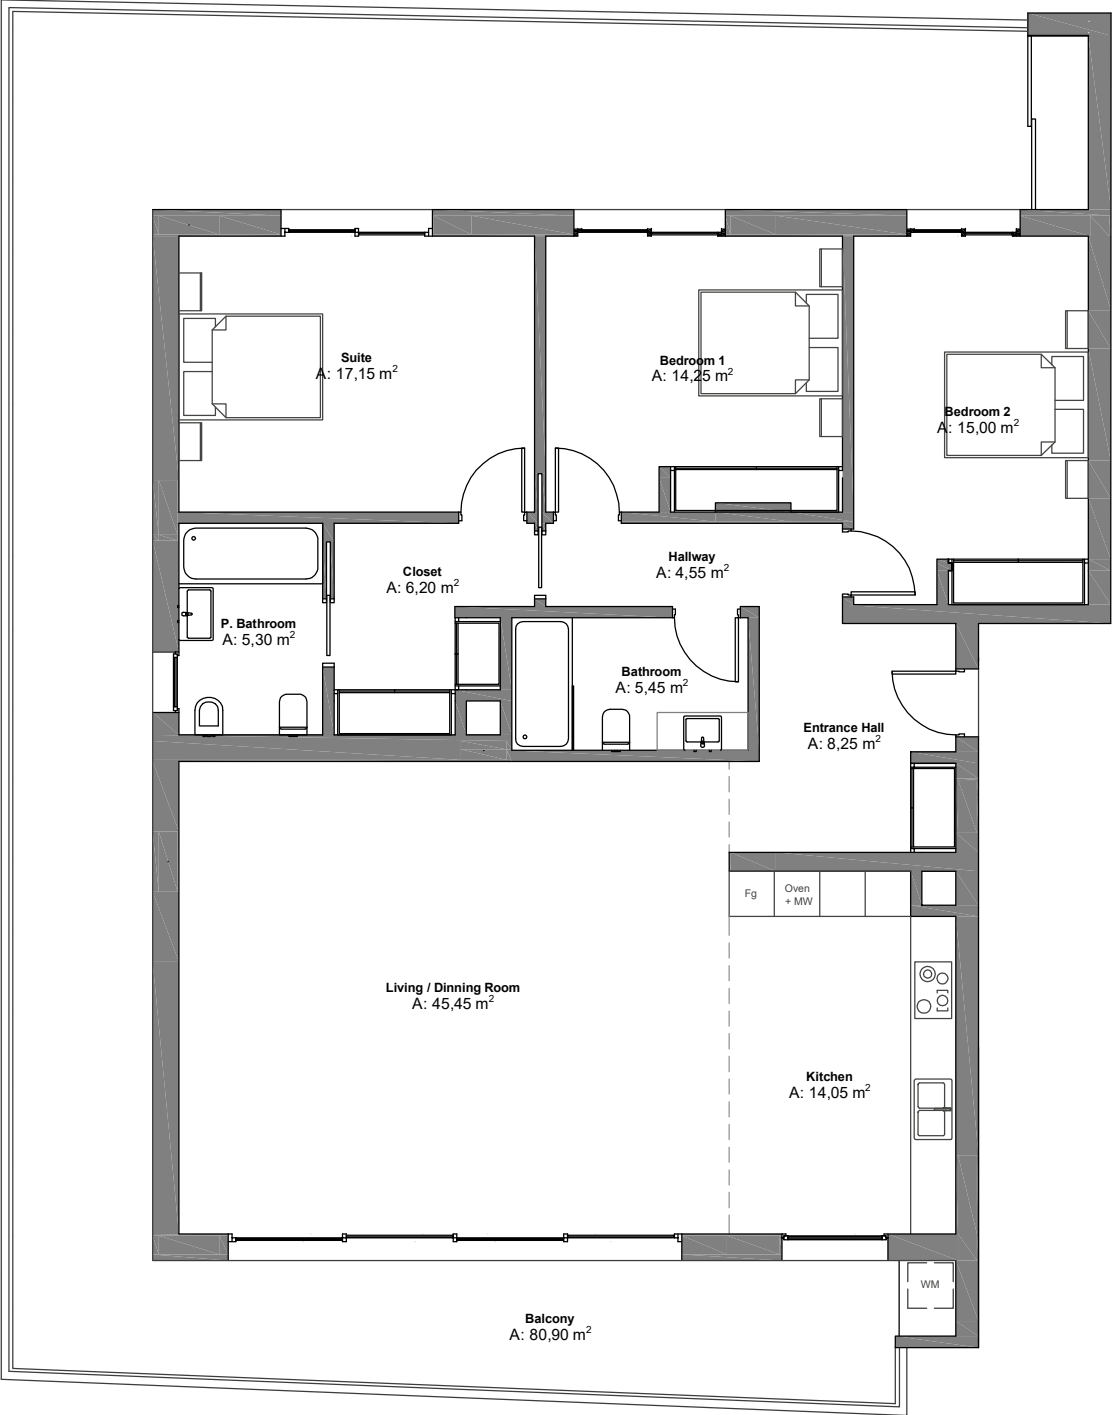 Suite
A: 17,15 m²
Bedroom 1
A: 14,25 m²
Bedroom 2
A: 15,00 m²
Closet
A: 6,20 m²
Hallway
A: 4,55 m²
P. Bathroom
A: 5,30 m²
Bathroom
A: 5,45 m²
Entrance Hall
A: 8,25 m²
Fg
Oven
+ MW
Living / Dinning Room
A: 45,45 m²
Kitchen
A: 14,05 m²
WM
Balcony
A: 80,90 m²